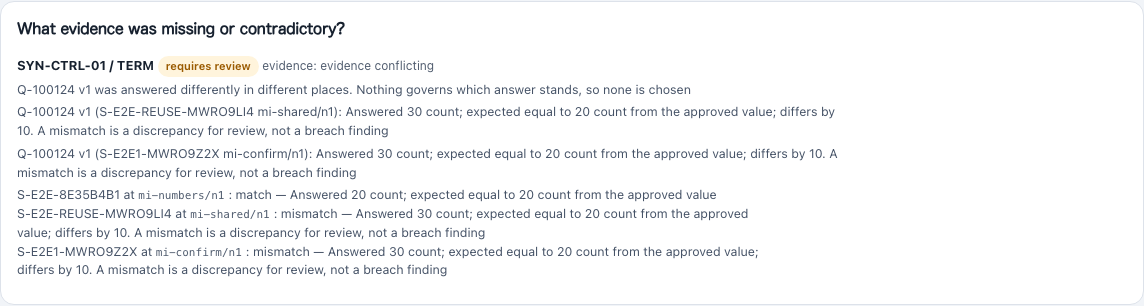 What evidence was missing or contradictory?
SYN-CTRL-01 / TERM requires review evidence: evidence conflicting
Q-100124 v1 was answered differently in different places. Nothing governs which answer stands, so none is chosen
Q-100124 v1 (S-E2E-REUSE-MWRO9LI4 mi-shared/n1): Answered 30 count; expected equal to 20 count from the approved value; differs by
10. A mismatch is a discrepancy for review, not a breach finding
Q-100124 v1 (S-E2E1-MWRO9Z2X mi-confirm/n1): Answered 30 count; expected equal to 20 count from the approved value; differs by 10. A
mismatch is a discrepancy for review, not a breach finding
S-E2E-8E35B4B1 at mi-numbers/n1 : match — Answered 20 count; expected equal to 20 count from the approved value
S-E2E-REUSE-MWRO9LI4 at mi-shared/n1 : mismatch — Answered 30 count; expected equal to 20 count from the approved
value; differs by 10. A mismatch is a discrepancy for review, not a breach finding
S-E2E1-MWRO9Z2X at mi-confirm/n1 : mismatch — Answered 30 count; expected equal to 20 count from the approved value;
differs by 10. A mismatch is a discrepancy for review, not a breach finding